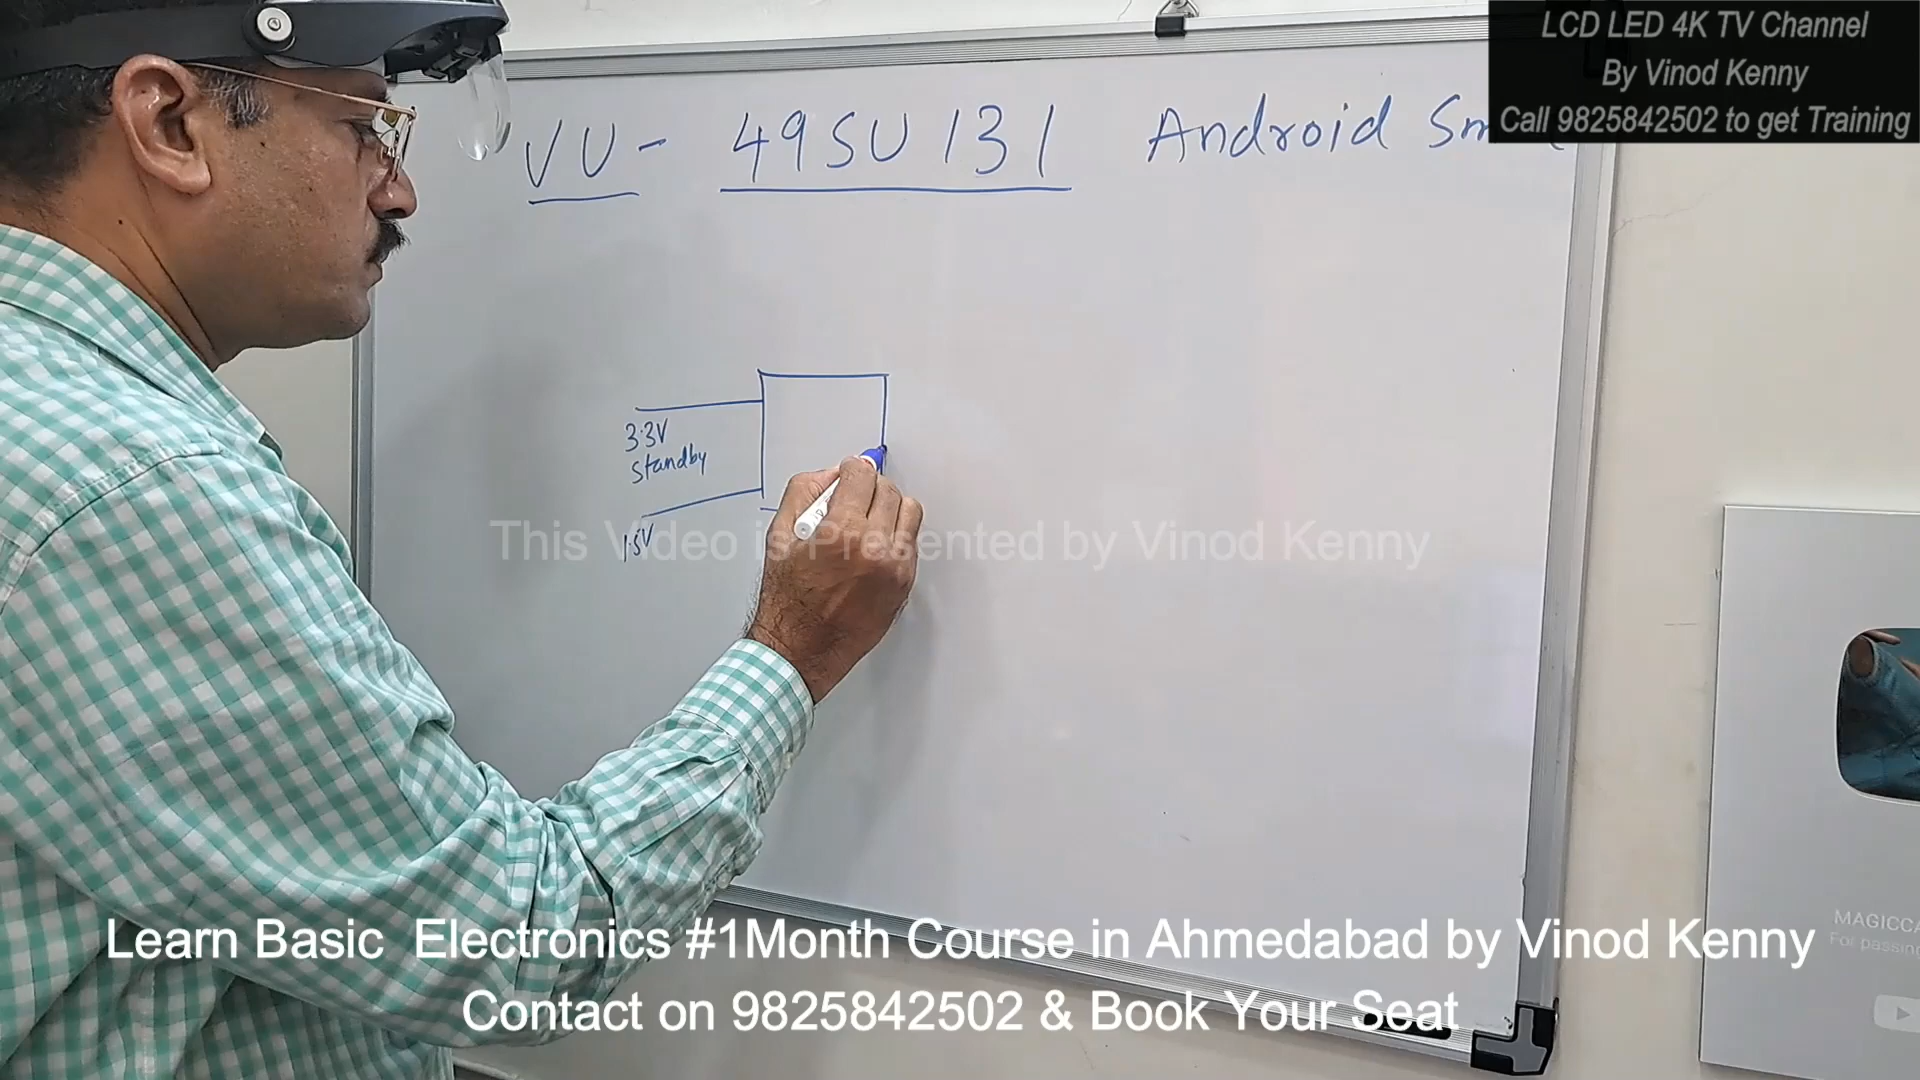 LCD LED 4K TV Channel
By Vinod Kenny
Call 9825842502 to get Training
VU - 49SU131 Android
3.3V
Standby
1.5V
This Video is Presented by Vinod Kenny
MAGICCA
For passing
Learn Basic Electronics #1Month Course in Ahmedabad by Vinod Kenny
Contact on 9825842502 & Book Your Seat